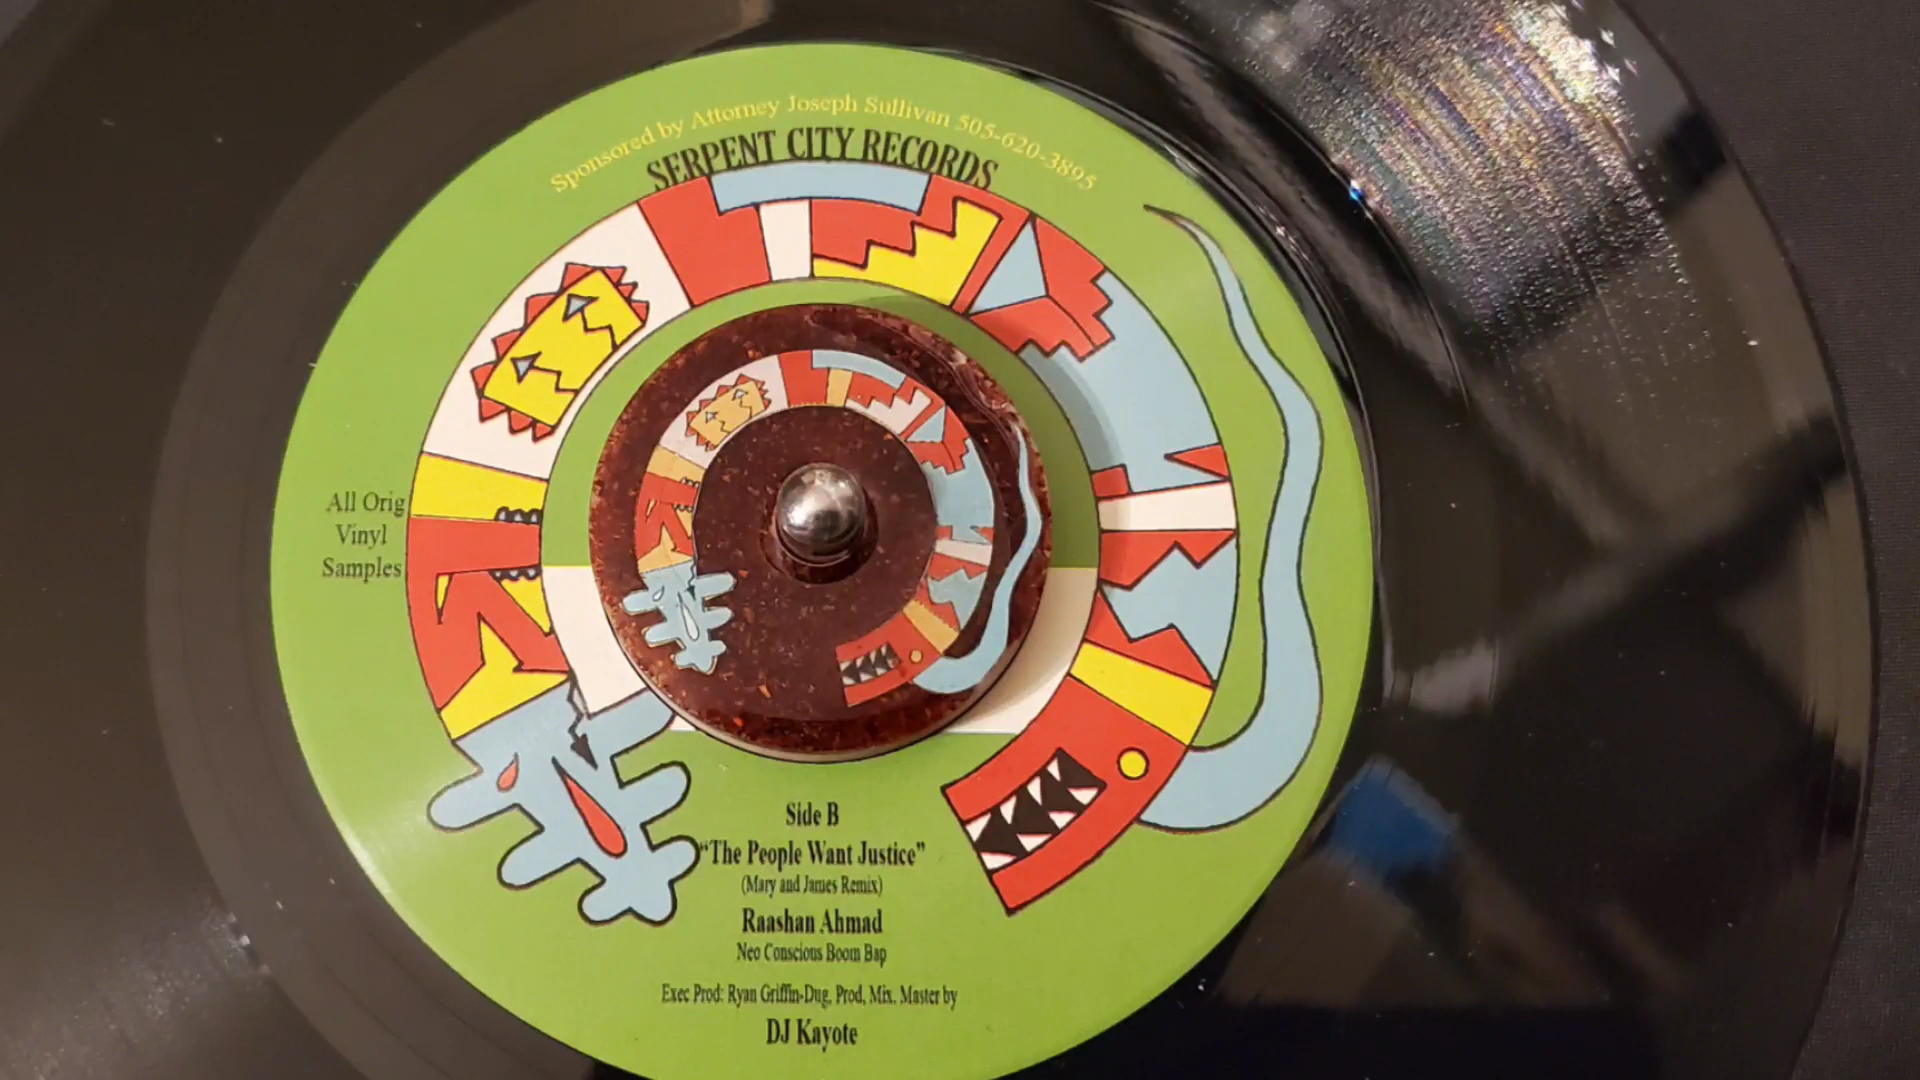 Sponsored by Attorney Joseph Sullivan 505-620-3895
SERPENT CITY RECORDS
All Orig
Vinyl
Samples
Side B
"The People Want Justice"
(Mary and James Remix)
Raashan Ahmad
Neo Conscious Boom Bap
Exec Prod: Ryan Griffin-Dug, Prod, Mix, Master by
DJ Kayote